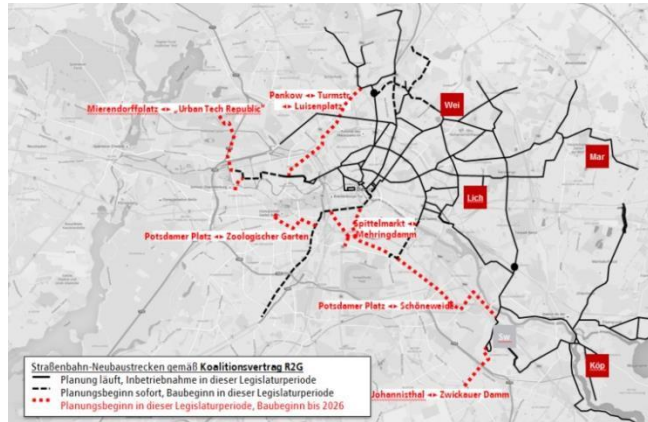 Pankow ◄► Turmstr.
◄► Luisenplatz
Mierendorffplatz ◄► „Urban Tech Republic"
Wei
Mar
Lich
Spittelmarkt ◄►
Mehringdamm
Potsdamer Platz ◄► Zoologischer Garten
Potsdamer Platz ◄► Schöneweide
Köp
Johannisthal ◄► Zwickauer Damm
Straßenbahn-Neubaustrecken gemäß Koalitionsvertrag R2G
Planung läuft, Inbetriebnahme in dieser Legislaturperiode
Planungsbeginn sofort, Baubeginn in dieser Legislaturperiode
Planungsbeginn in dieser Legislaturperiode, Baubeginn bis 2026